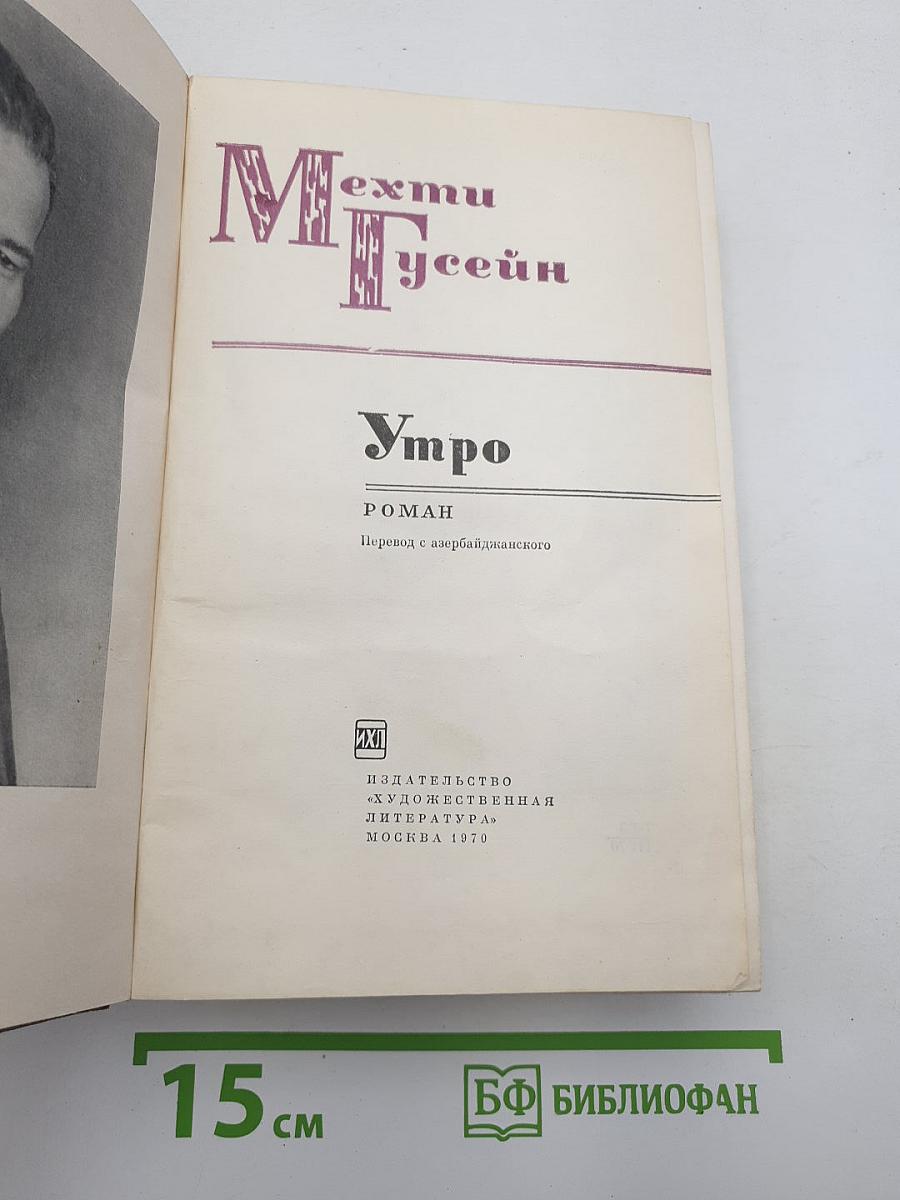 Мехти
Гусейн
Утро
РОМАН
Перевод с азербайджанского
ИХЛ
ИЗДАТЕЛЬСТВО
«ХУДОЖЕСТВЕННАЯ
ЛИТЕРАТУРА»
МОСКВА 1970
15 см
БФ БИБЛИОФАН